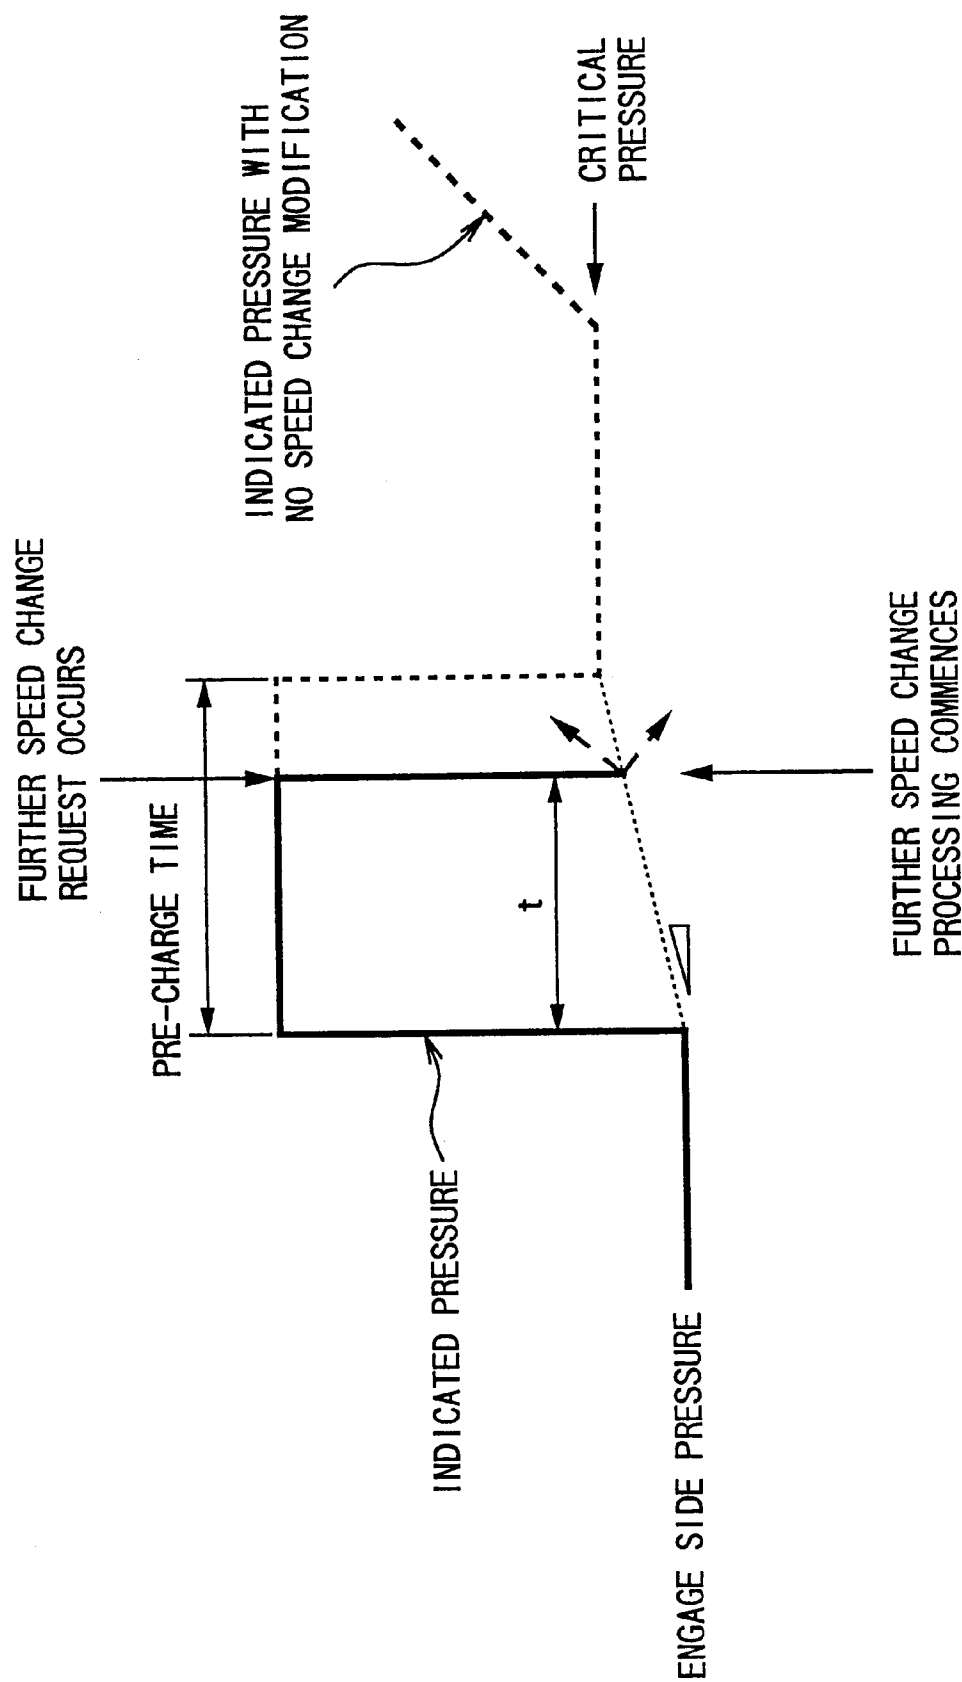 FURTHER SPEED CHANGE
REQUEST OCCURS
PRE-CHARGE TIME
INDICATED PRESSURE WITH
NO SPEED CHANGE MODIFICATION
INDICATED PRESSURE
t
CRITICAL
PRESSURE
ENGAGE SIDE PRESSURE
FURTHER SPEED CHANGE
PROCESSING COMMENCES